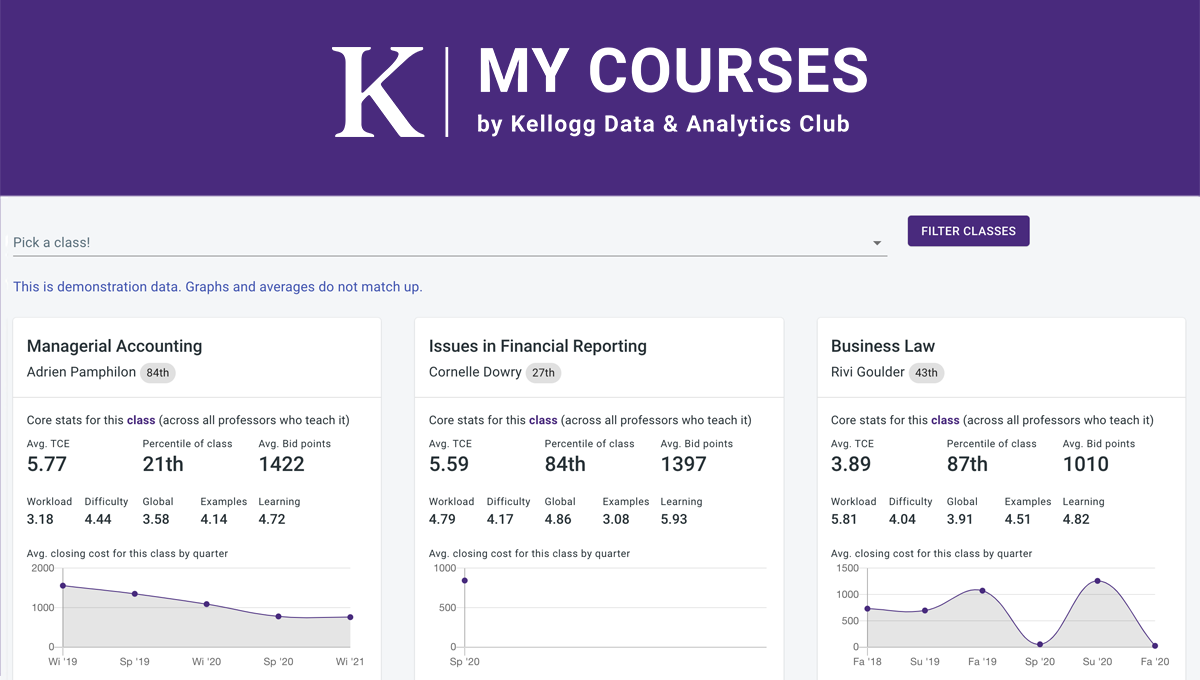 K
MY COURSES
by Kellogg Data & Analytics Club
Pick a class!
FILTER CLASSES
This is demonstration data. Graphs and averages do not match up.
Managerial Accounting
Adrien Pamphilon 84th
Core stats for this class (across all professors who teach it)
Avg. TCE Percentile of class Avg. Bid points
5.77 21th 1422
Workload Difficulty Global Examples Learning
3.18 4.44 3.58 4.14 4.72
Avg. closing cost for this class by quarter
2000
1000
0
Wi '19 Sp '19 Wi '20 Sp '20 Wi '21
Issues in Financial Reporting
Cornelle Dowry 27th
Core stats for this class (across all professors who teach it)
Avg. TCE Percentile of class Avg. Bid points
5.59 84th 1397
Workload Difficulty Global Examples Learning
4.79 4.17 4.86 3.08 5.93
Avg. closing cost for this class by quarter
1000
500
0
Sp '20
Business Law
Rivi Goulder 43th
Core stats for this class (across all professors who teach it)
Avg. TCE Percentile of class Avg. Bid points
3.89 87th 1010
Workload Difficulty Global Examples Learning
5.81 4.04 3.91 4.51 4.82
Avg. closing cost for this class by quarter
1500
1000
500
0
Fa '18 Su '19 Fa '19 Sp '20 Su '20 Fa '20